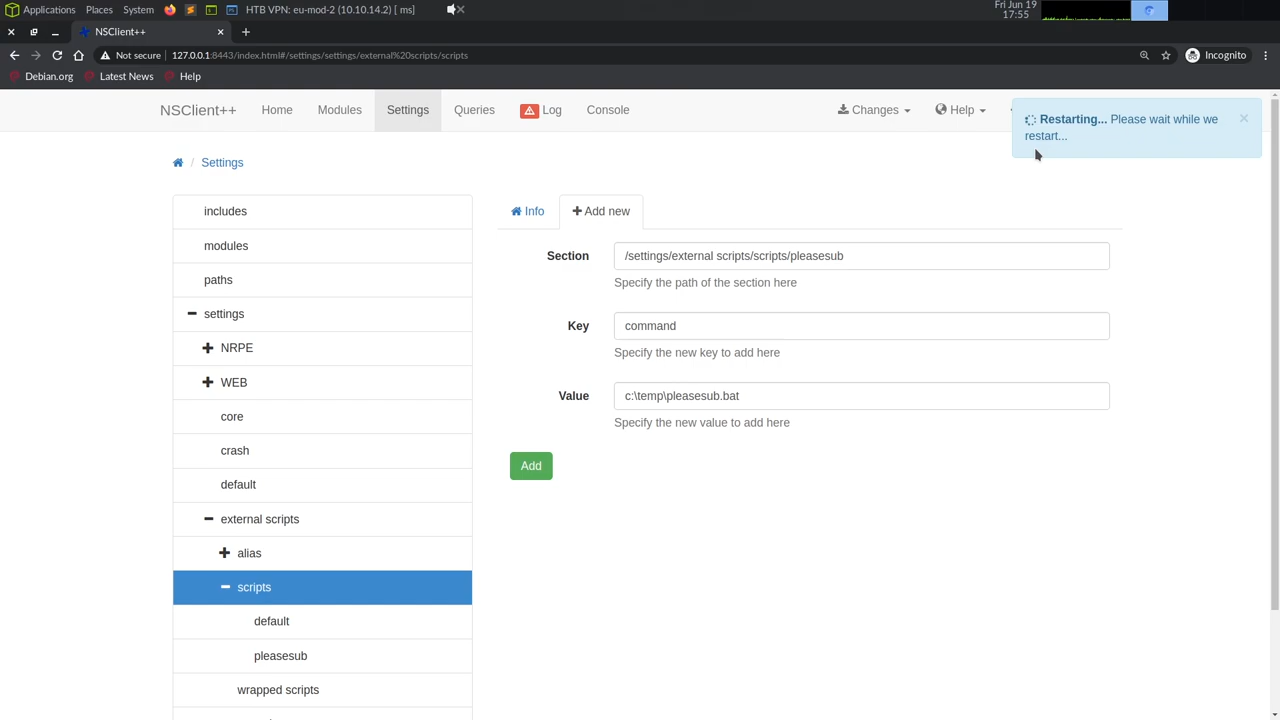 Applications Places System HTB VPN: eu-mod-2 (10.10.14.2) [ ms] Fri Jun 19
17:55
NSClient++
Not secure 127.0.0.1:8443/index.html#/settings/settings/external%20scripts/scripts Incognito
Debian.org Latest News Help
NSClient++ Home Modules Settings Queries Log Console Changes Help
Restarting... Please wait while we
restart...
/ Settings
includes
modules
paths
settings
NRPE
WEB
core
crash
default
external scripts
alias
scripts
default
pleasesub
wrapped scripts
Info Add new
Section /settings/external scripts/scripts/pleasesub
Specify the path of the section here
Key command
Specify the new key to add here
Value c:\temp\pleasesub.bat
Specify the new value to add here
Add